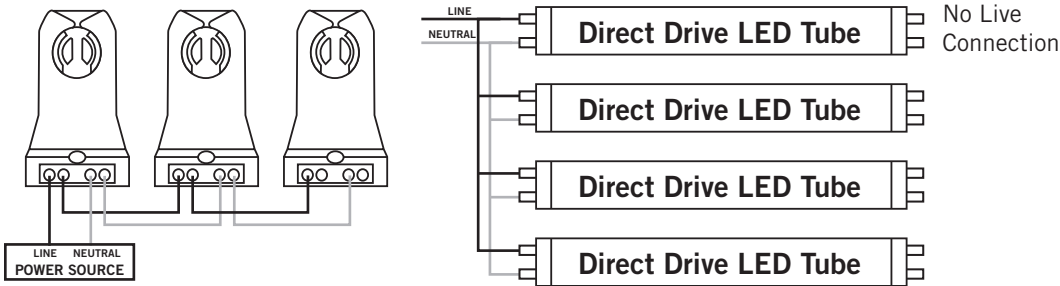 LINE NEUTRAL
POWER SOURCE
LINE
NEUTRAL
Direct Drive LED Tube
No Live
Connection
Direct Drive LED Tube
Direct Drive LED Tube
Direct Drive LED Tube